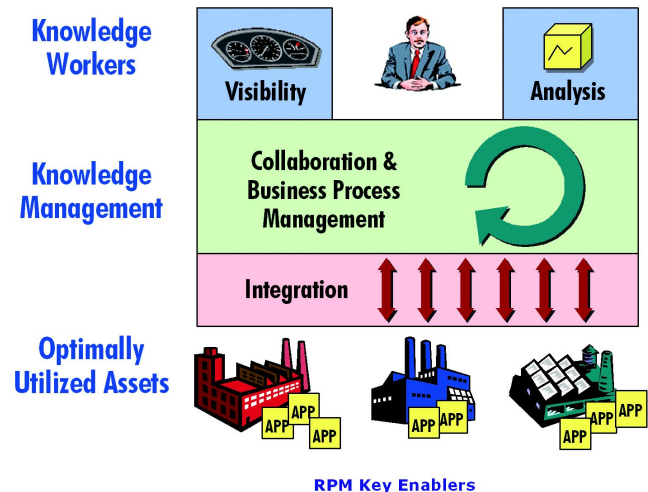 Knowledge
Workers
Visibility
Analysis
Knowledge
Management
Collaboration &
Business Process
Management
Integration
Optimally
Utilized Assets
APP
APP
APP
APP
APP
APP
APP
APP
RPM Key Enablers